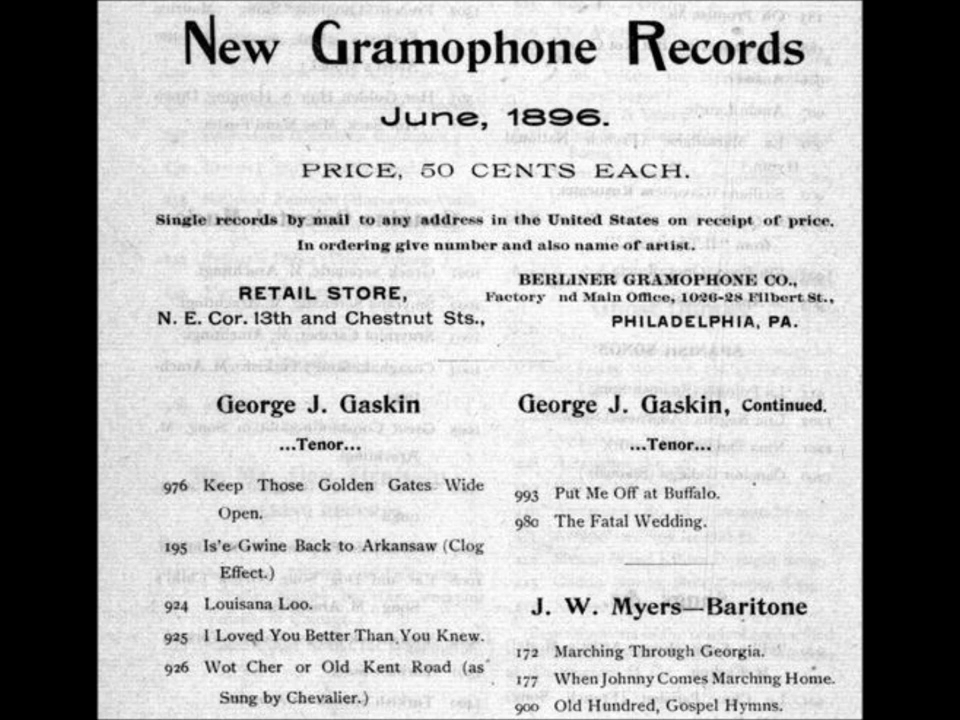 New Gramophone Records
June, 1896.
PRICE, 50 CENTS EACH.
Single records by mail to any address in the United States on receipt of price.
In ordering give number and also name of artist.
RETAIL STORE,
N. E. Cor. 13th and Chestnut Sts.,
BERLINER GRAMOPHONE CO.,
Factory nd Main Office, 1026-28 Filbert St.,
PHILADELPHIA, PA.
George J. Gaskin
...Tenor...
976 Keep Those Golden Gates Wide
Open.
195 Is'e Gwine Back to Arkansaw (Clog
Effect.)
924 Louisana Loo.
925 I Loved You Better Than You Knew.
926 Wot Cher or Old Kent Road (as
Sung by Chevalier.)
George J. Gaskin, Continued.
...Tenor...
993 Put Me Off at Buffalo.
980 The Fatal Wedding.
J. W. Myers—Baritone
172 Marching Through Georgia.
177 When Johnny Comes Marching Home.
900 Old Hundred, Gospel Hymns.